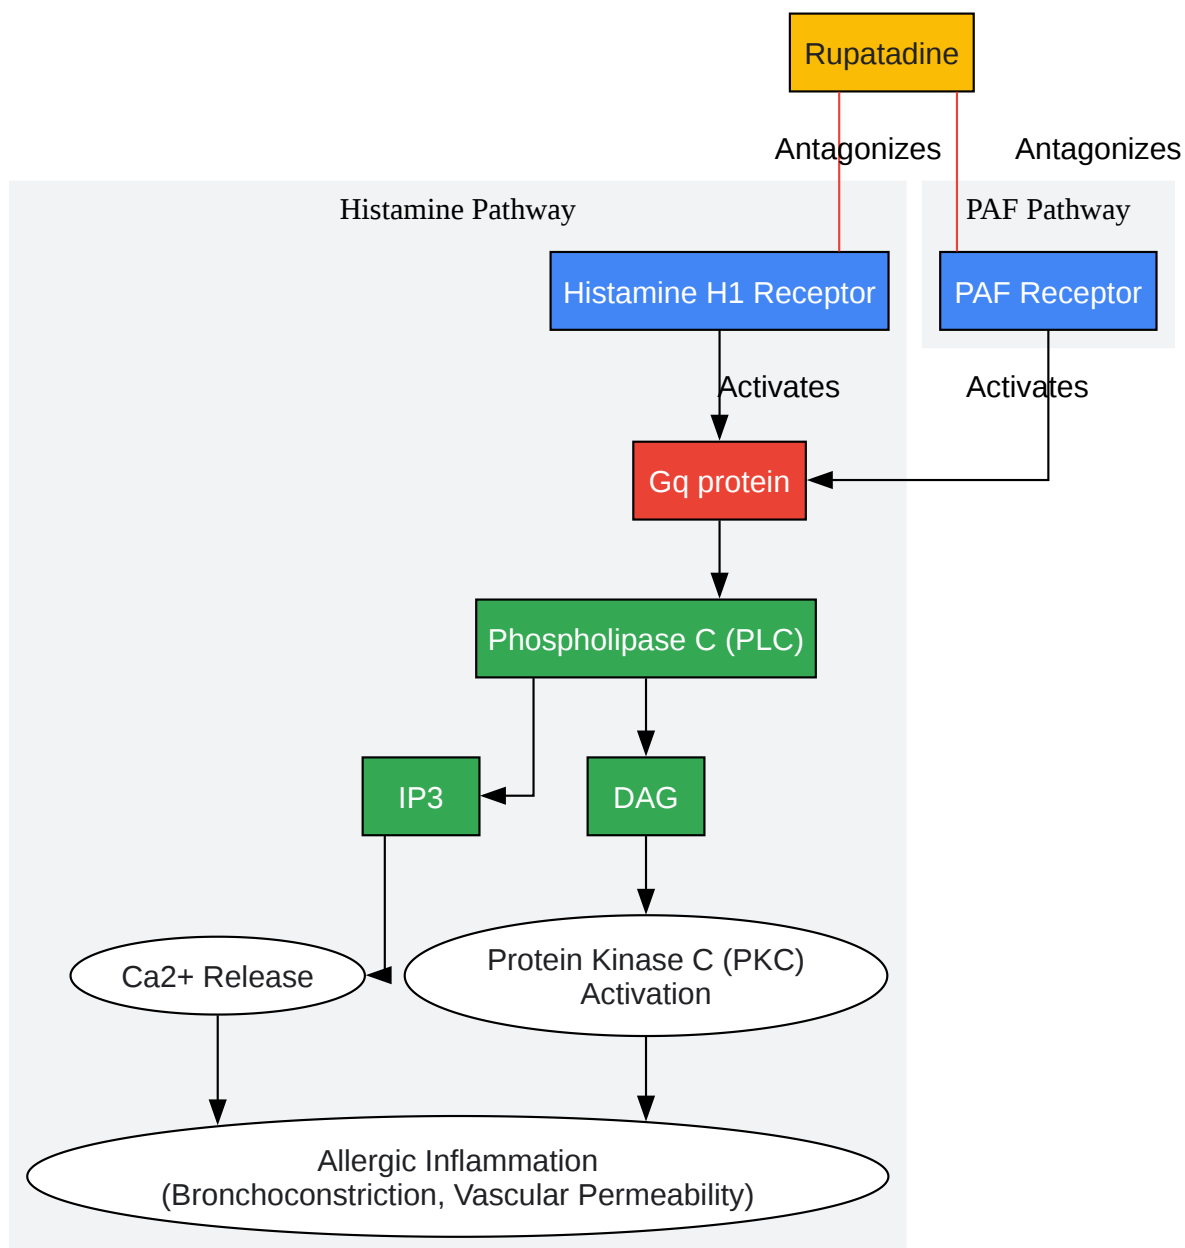 Rupatadine
Antagonizes
Antagonizes
Histamine Pathway
PAF Pathway
Histamine H1 Receptor
PAF Receptor
Activates
Activates
Gq protein
Phospholipase C (PLC)
IP3
DAG
Ca2+ Release
Protein Kinase C (PKC)
Activation
Allergic Inflammation
(Bronchoconstriction, Vascular Permeability)